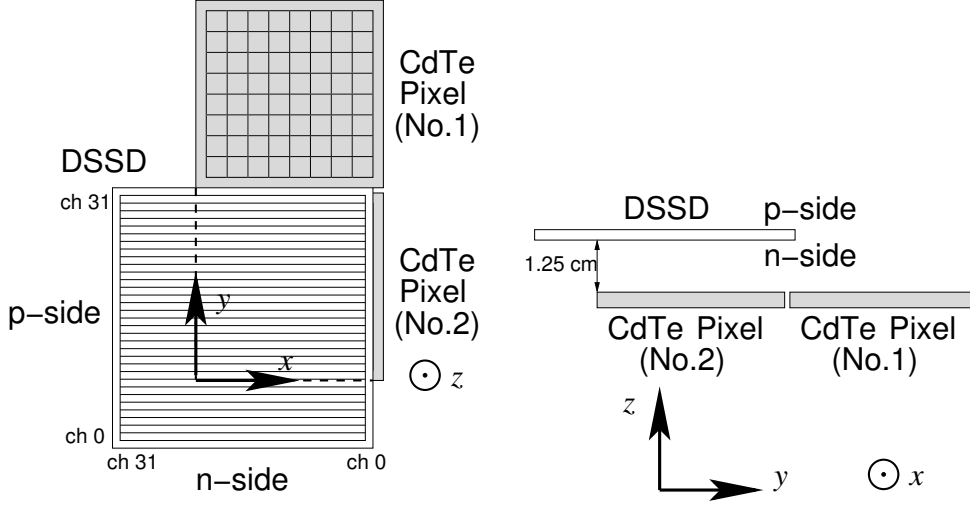 CdTe
Pixel
(No.1)
DSSD
ch 31
CdTe
Pixel
(No.2)
p−side
y
x
z
ch 0
ch 31
ch 0
n−side
DSSD
p−side
n−side
1.25 cm
CdTe Pixel
(No.2)
CdTe Pixel
(No.1)
z
y
x